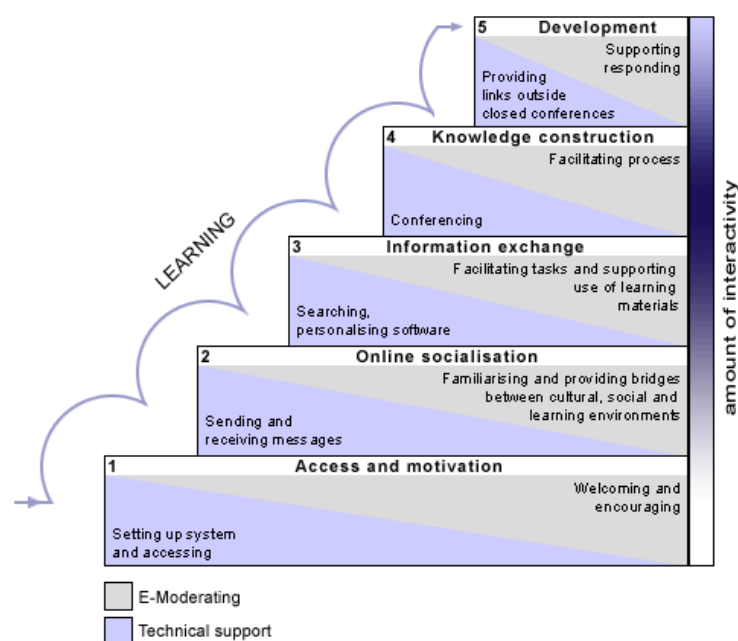 5 Development
Supporting
responding
Providing
links outside
closed conferences
4 Knowledge construction
Facilitating process
Conferencing
3 Information exchange
Facilitating tasks and supporting
use of learning
materials
Searching,
personalising software
2 Online socialisation
Familiarising and providing bridges
between cultural, social and
learning environments
Sending and
receiving messages
1 Access and motivation
Welcoming and
encouraging
Setting up system
and accessing
LEARNING
amount of interactivity
E-Moderating
Technical support